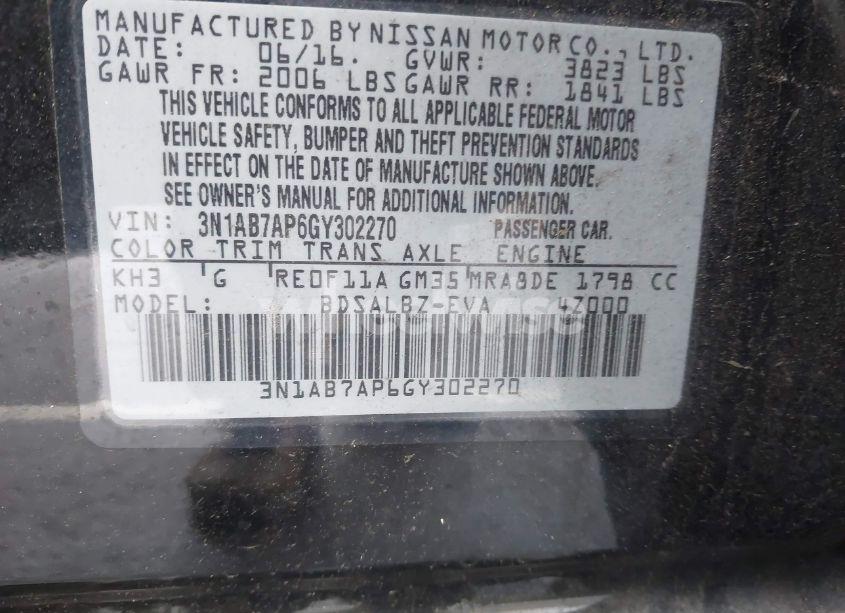 MANUFACTURED BY NISSAN MOTOR CO., LTD.
DATE: 06/16. GVWR: 3823 LBS
GAWR FR: 2006 LBS GAWR RR: 1841 LBS
THIS VEHICLE CONFORMS TO ALL APPLICABLE FEDERAL MOTOR
VEHICLE SAFETY, BUMPER AND THEFT PREVENTION STANDARDS
IN EFFECT ON THE DATE OF MANUFACTURE SHOWN ABOVE.
SEE OWNER'S MANUAL FOR ADDITIONAL INFORMATION.
VIN: 3N1AB7AP6GY302270 PASSENGER CAR.
COLOR TRIM TRANS AXLE ENGINE
KH3 G RE0F11A GM35 MRA8DE 1798 CC
MODEL: BDSALBZ-EVA 4Z000
3N1AB7AP6GY302270